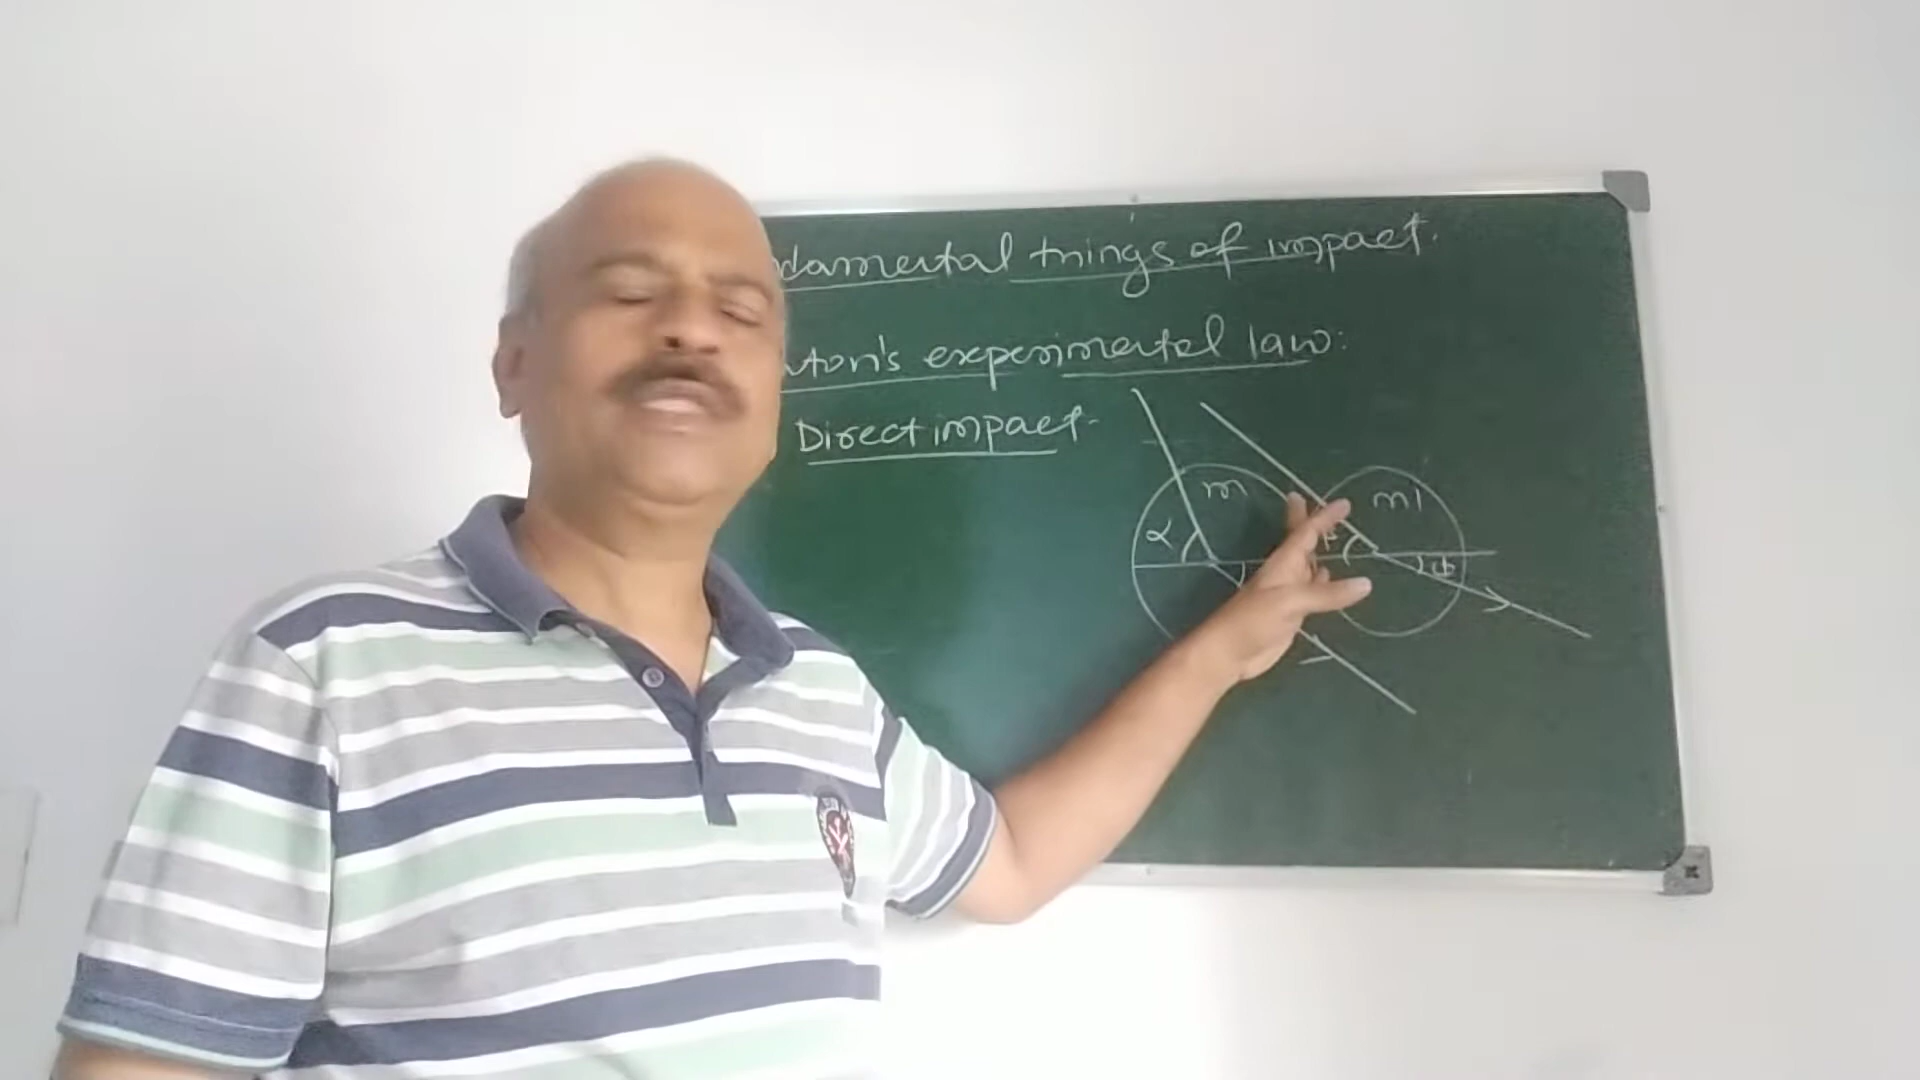 damental things of impact.
ton's experimental law:
Direct impact-
m
m1
α
φ